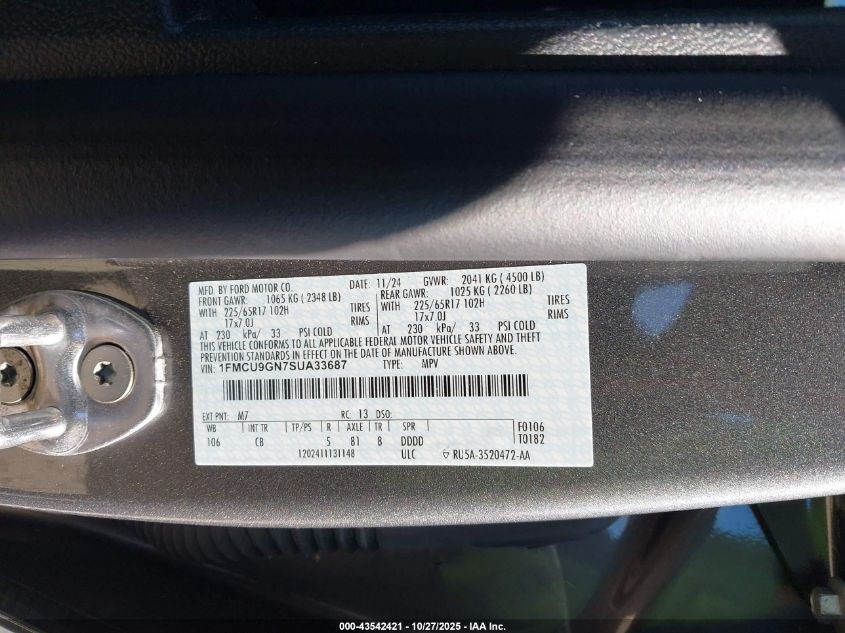 MFD. BY FORD MOTOR CO. DATE: 11/24 GVWR: 2041 KG ( 4500 LB)
FRONT GAWR: 1065 KG ( 2348 LB) REAR GAWR: 1025 KG ( 2260 LB)
WITH 225/65R17 102H TIRES WITH 225/65R17 102H TIRES
17x7.0J RIMS 17x7.0J RIMS
AT 230 kPa/ 33 PSI COLD AT 230 kPa/ 33 PSI COLD
THIS VEHICLE CONFORMS TO ALL APPLICABLE FEDERAL MOTOR VEHICLE SAFETY AND THEFT
PREVENTION STANDARDS IN EFFECT ON THE DATE OF MANUFACTURE SHOWN ABOVE.
VIN: 1FMCU9GN7SUA33687 TYPE: MPV
EXT PNT: M7 RC: 13 DSO:
WB INT TR TP/PS R AXLE TR SPR F0106
106 CB 5 81 8 DDDD T0182
1202411131148 ULC RU5A-3520472-AA
000-43542421 - 10/27/2025 - IAA Inc.